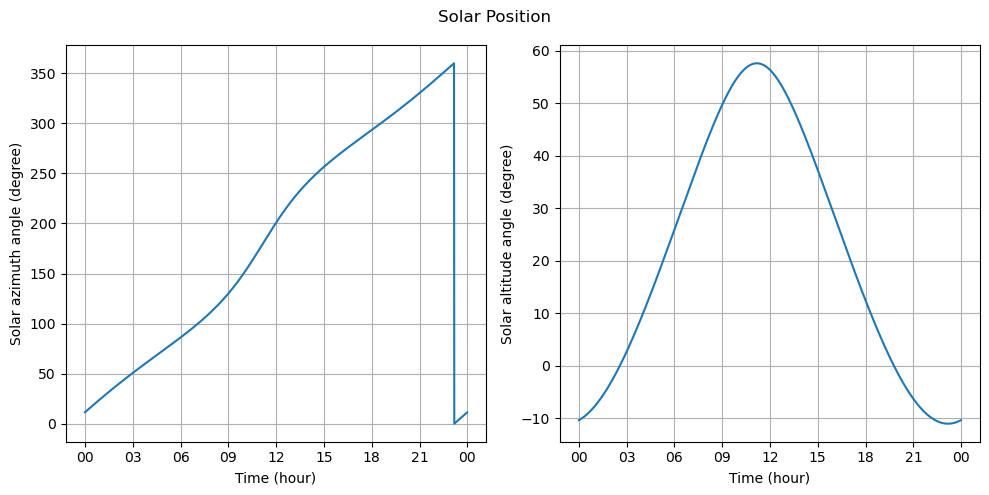 Solar Position
Solar azimuth angle (degree)
350
300
250
200
150
100
50
0
00 03 06 09 12 15 18 21 00
Time (hour)
Solar altitude angle (degree)
60
50
40
30
20
10
0
−10
00 03 06 09 12 15 18 21 00
Time (hour)